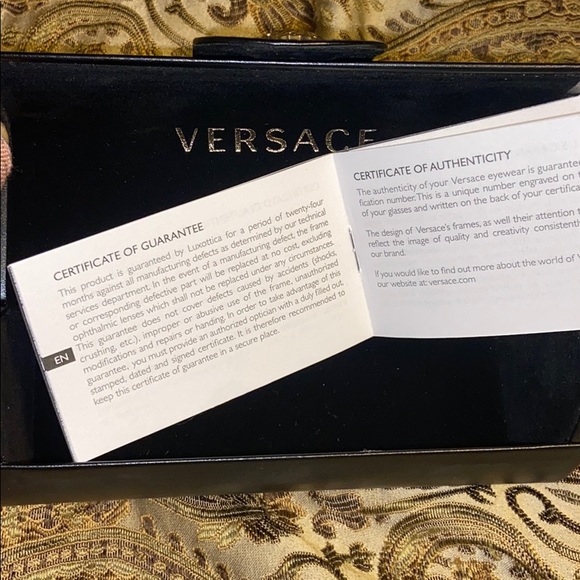 VERSACE
CERTIFICATE OF GUARANTEE
This product is guaranteed by Luxottica for a period of twenty-four
months against all manufacturing defects as determined by our technical
services department. In the event of a manufacturing defect, the frame
or corresponding defective part will be replaced at no cost, excluding
ophthalmic lenses which shall not be replaced under any circumstances.
This guarantee does not cover defects caused by accidents (shocks,
crushing, etc.), improper or abusive use of the frame, unauthorized
modifications and repairs or handing. In order to take advantage of this
guarantee, you must provide an authorized optician with a duly filled out,
stamped, dated and signed certificate. It is therefore recommended to
keep this certificate of guarantee in a secure place.
EN
CERTIFICATE OF AUTHENTICITY
The authenticity of your Versace eyewear is guarantee
fication number. This is a unique number engraved on
of your glasses and written on the back of your certificat
The design of Versace's frames, as well their attention
reflect the image of quality and creativity consistentl
our brand.
If you would like to find out more about the world of V
our website at: versace.com